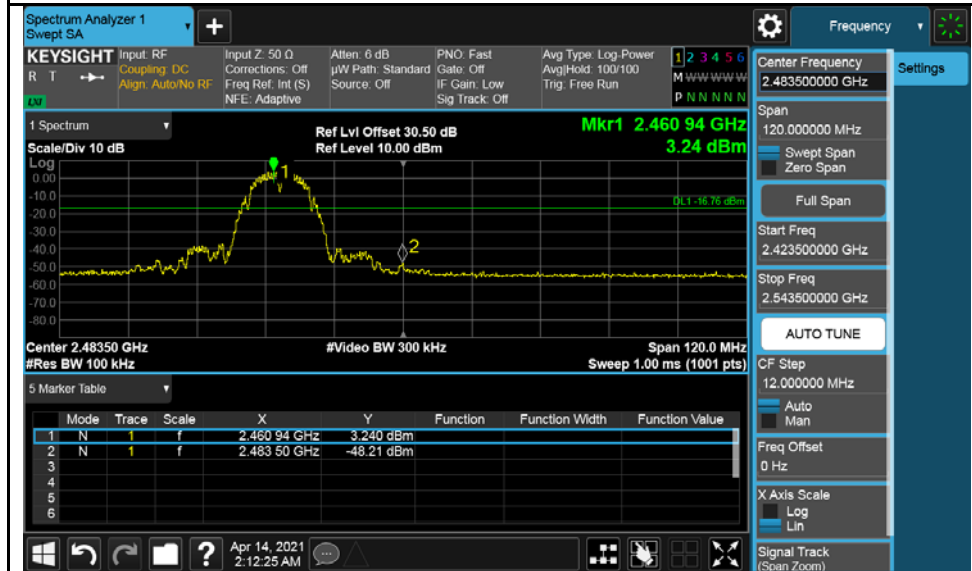 Spectrum Analyzer 1
Swept SA
Frequency
KEYSIGHT
R T
LXI
Input: RF
Coupling: DC
Align: Auto/No RF
Input Z: 50 Ω
Corrections: Off
Freq Ref: Int (S)
NFE: Adaptive
Atten: 6 dB
µW Path: Standard
Source: Off
PNO: Fast
Gate: Off
IF Gain: Low
Sig Track: Off
Avg Type: Log-Power
Avg|Hold: 100/100
Trig: Free Run
1 2 3 4 5 6
M W W W W W
P N N N N N
1 Spectrum
Scale/Div 10 dB
Ref Lvl Offset 30.50 dB
Ref Level 10.00 dBm
Mkr1 2.460 94 GHz
3.24 dBm
Log
0.00
-10.0
-20.0
-30.0
-40.0
-50.0
-60.0
-70.0
-80.0
1
2
DL1 -16.76 dBm
Center 2.48350 GHz
#Res BW 100 kHz
#Video BW 300 kHz
Span 120.0 MHz
Sweep 1.00 ms (1001 pts)
5 Marker Table
Mode Trace Scale X Y Function Function Width Function Value
1 N 1 f 2.460 94 GHz 3.240 dBm
2 N 1 f 2.483 50 GHz -48.21 dBm
3
4
5
6
Apr 14, 2021
2:12:25 AM
Settings
Center Frequency
2.483500000 GHz
Span
120.000000 MHz
Swept Span
Zero Span
Full Span
Start Freq
2.423500000 GHz
Stop Freq
2.543500000 GHz
AUTO TUNE
CF Step
12.000000 MHz
Auto
Man
Freq Offset
0 Hz
X Axis Scale
Log
Lin
Signal Track
(Span Zoom)